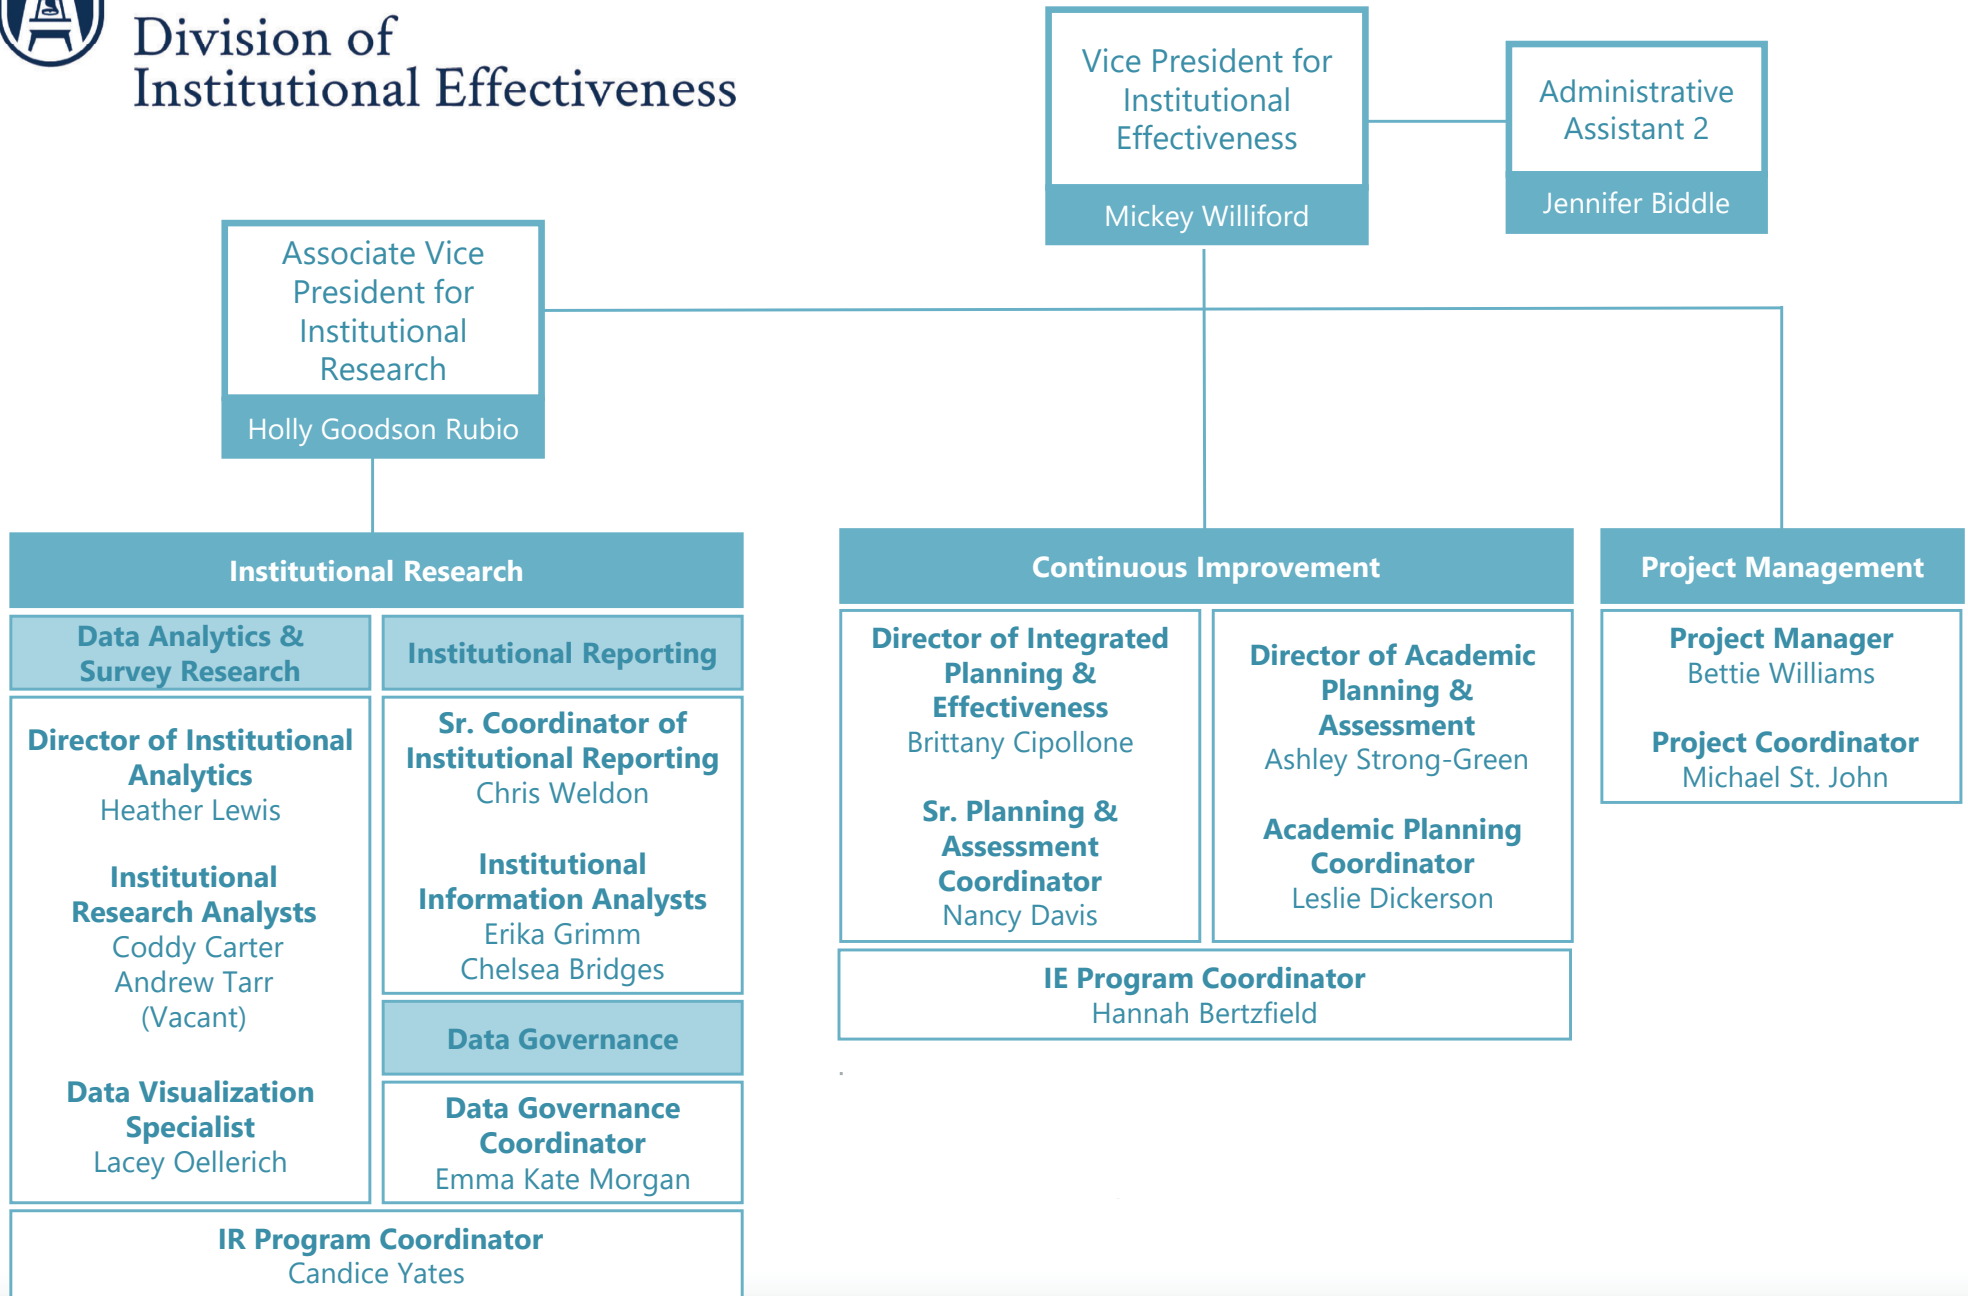 Division of
Institutional Effectiveness
Vice President for
Institutional
Effectiveness
Mickey Williford
Administrative
Assistant 2
Jennifer Biddle
Associate Vice
President for
Institutional
Research
Holly Goodson Rubio
Institutional Research
Data Analytics &
Survey Research
Director of Institutional
Analytics
Heather Lewis
Institutional
Research Analysts
Coddy Carter
Andrew Tarr
(Vacant)
Data Visualization
Specialist
Lacey Oellerich
Institutional Reporting
Sr. Coordinator of
Institutional Reporting
Chris Weldon
Institutional
Information Analysts
Erika Grimm
Chelsea Bridges
Data Governance
Data Governance
Coordinator
Emma Kate Morgan
IR Program Coordinator
Candice Yates
Continuous Improvement
Director of Integrated
Planning &
Effectiveness
Brittany Cipollone
Sr. Planning &
Assessment
Coordinator
Nancy Davis
Director of Academic
Planning &
Assessment
Ashley Strong-Green
Academic Planning
Coordinator
Leslie Dickerson
IE Program Coordinator
Hannah Bertzfield
Project Management
Project Manager
Bettie Williams
Project Coordinator
Michael St. John